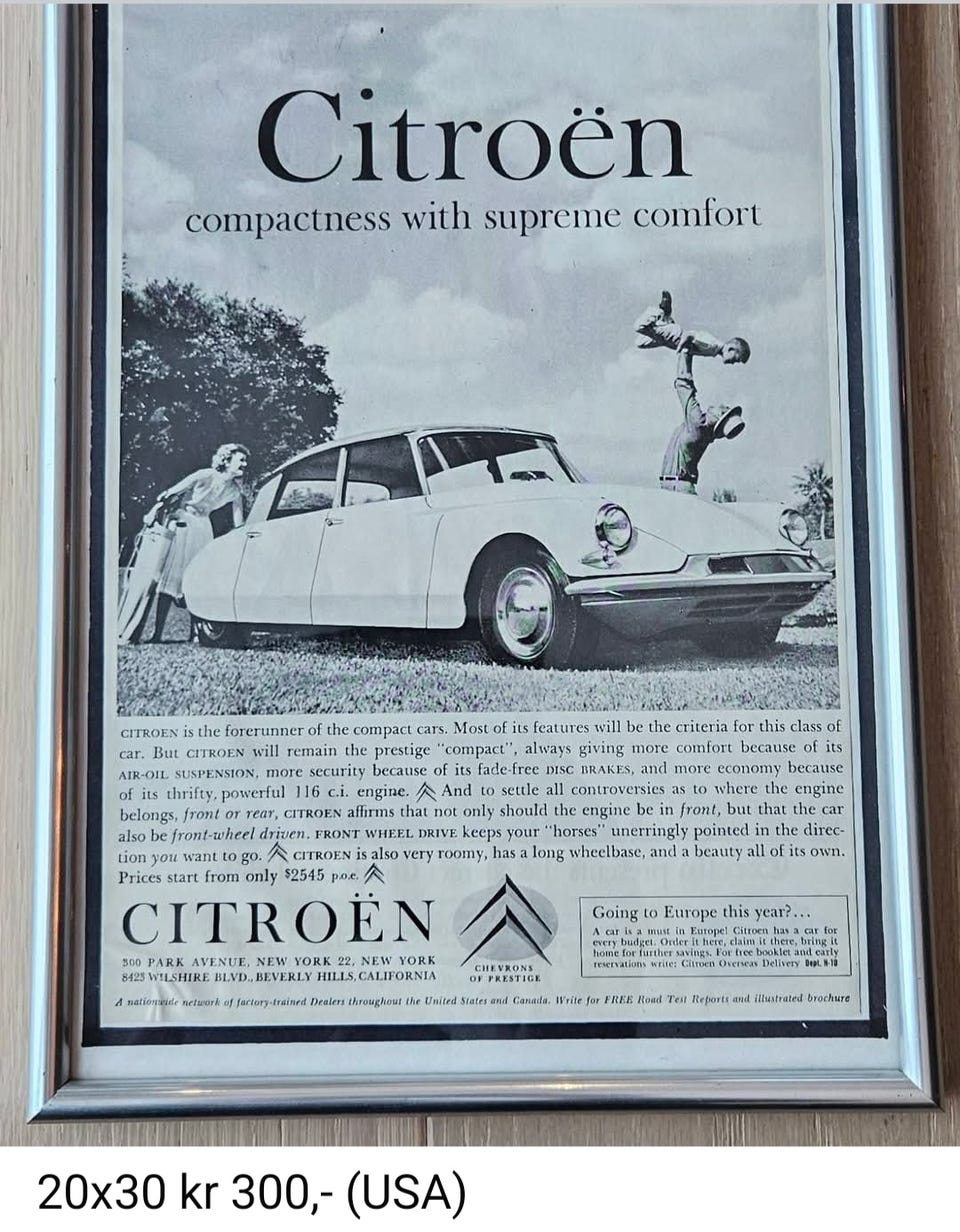 Citroën
compactness with supreme comfort
CITROEN is the forerunner of the compact cars. Most of its features will be the criteria for this class of
car. But CITROEN will remain the prestige "compact", always giving more comfort because of its
AIR-OIL SUSPENSION, more security because of its fade-free DISC BRAKES, and more economy because
of its thrifty, powerful 116 c.i. engine. And to settle all controversies as to where the engine
belongs, front or rear, CITROEN affirms that not only should the engine be in front, but that the car
also be front-wheel driven. FRONT WHEEL DRIVE keeps your "horses" unerringly pointed in the direc-
tion you want to go. CITROEN is also very roomy, has a long wheelbase, and a beauty all of its own.
Prices start from only $2545 p.o.e.
CITROËN
300 PARK AVENUE, NEW YORK 22, NEW YORK
8423 WILSHIRE BLVD., BEVERLY HILLS, CALIFORNIA
CHEVRONS
OF PRESTIGE
Going to Europe this year?...
A car is a must in Europe! Citroen has a car for
every budget. Order it here, claim it there, bring it
home for further savings. For free booklet and early
reservations write: Citroen Overseas Delivery Dept. H-10
A nationwide network of factory-trained Dealers throughout the United States and Canada. Write for FREE Road Test Reports and illustrated brochure
20x30 kr 300,- (USA)